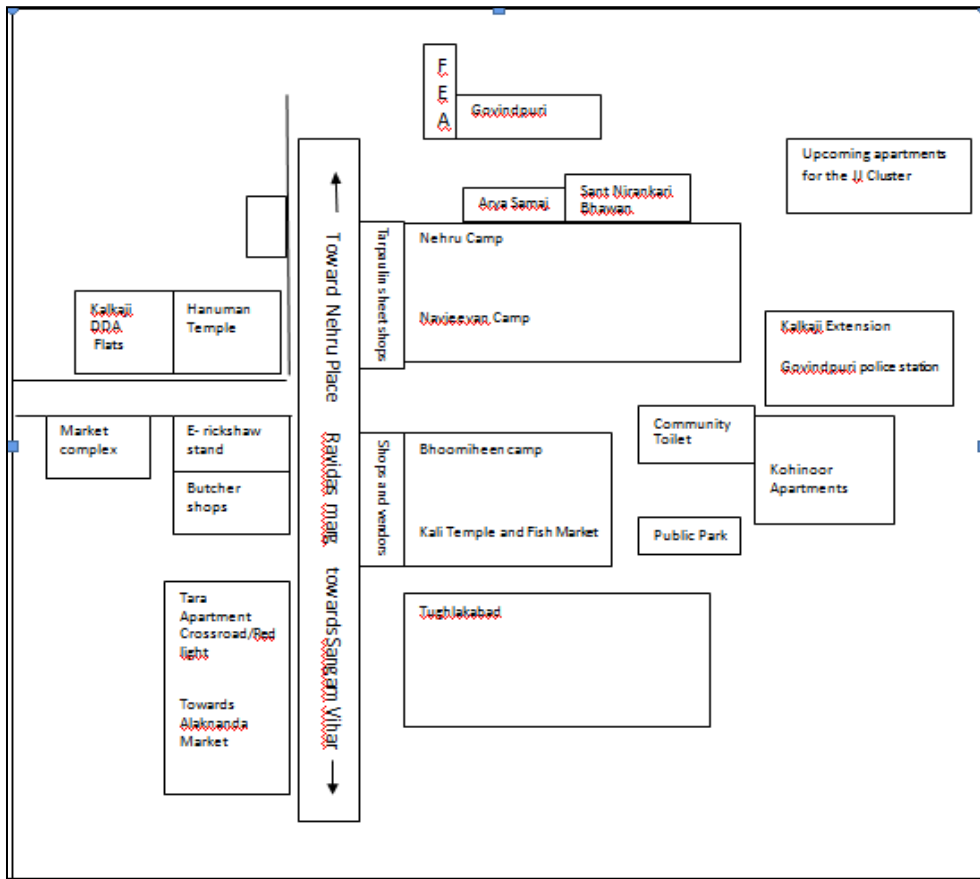 F
E
A
Govindpuri
Upcoming apartments
for the JJ Cluster
Arya Samaj
Sant Nirankari
Bhawan
Toward Nehru Place
Ravidas marg
towardsSangam Vihar
Tarpaulin sheet shops
Nehru Camp
Navjeevan Camp
Kalkaji
DDA
Flats
Hanuman
Temple
Kalkaji Extension
Govindpuri police station
Market
complex
E- rickshaw
stand
Butcher
shops
Shops and vendors
Bhoomiheen camp
Kali Temple and Fish Market
Community
Toilet
Kohinoor
Apartments
Public Park
Tara
Apartment
Crossroad/Red
light
Towards
Alaknanda
Market
Tughlakabad